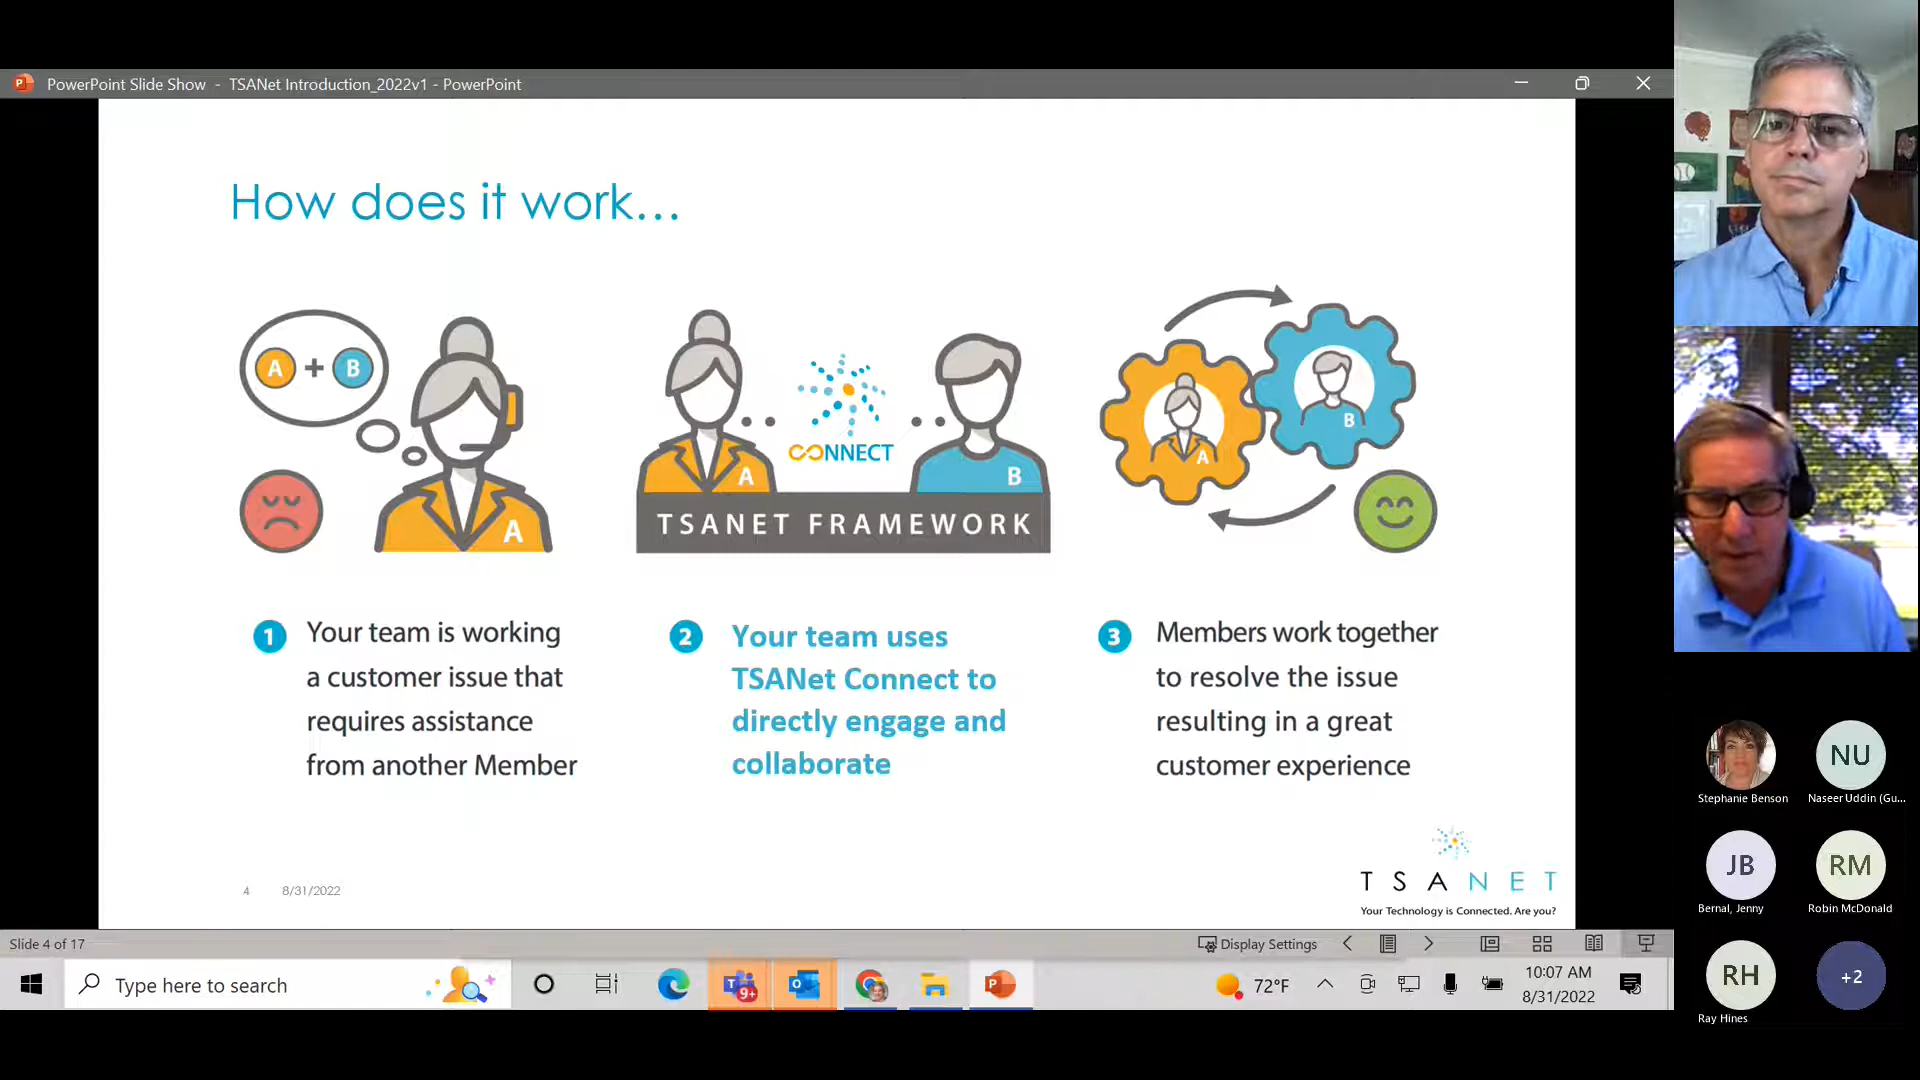 PowerPoint Slide Show - TSANet Introduction_2022v1 - PowerPoint
How does it work...
A + B
A
CONNECT
A
B
TSANET FRAMEWORK
A
B
1 Your team is working
a customer issue that
requires assistance
from another Member
2 Your team uses
TSANet Connect to
directly engage and
collaborate
3 Members work together
to resolve the issue
resulting in a great
customer experience
4 8/31/2022
TSANET
Your Technology is Connected. Are you?
Slide 4 of 17
Display Settings
Type here to search
9+
72°F
10:07 AM
8/31/2022
Stephanie Benson
NU
Naseer Uddin (Gu...
JB
Bernal, Jenny
RM
Robin McDonald
RH
Ray Hines
+2